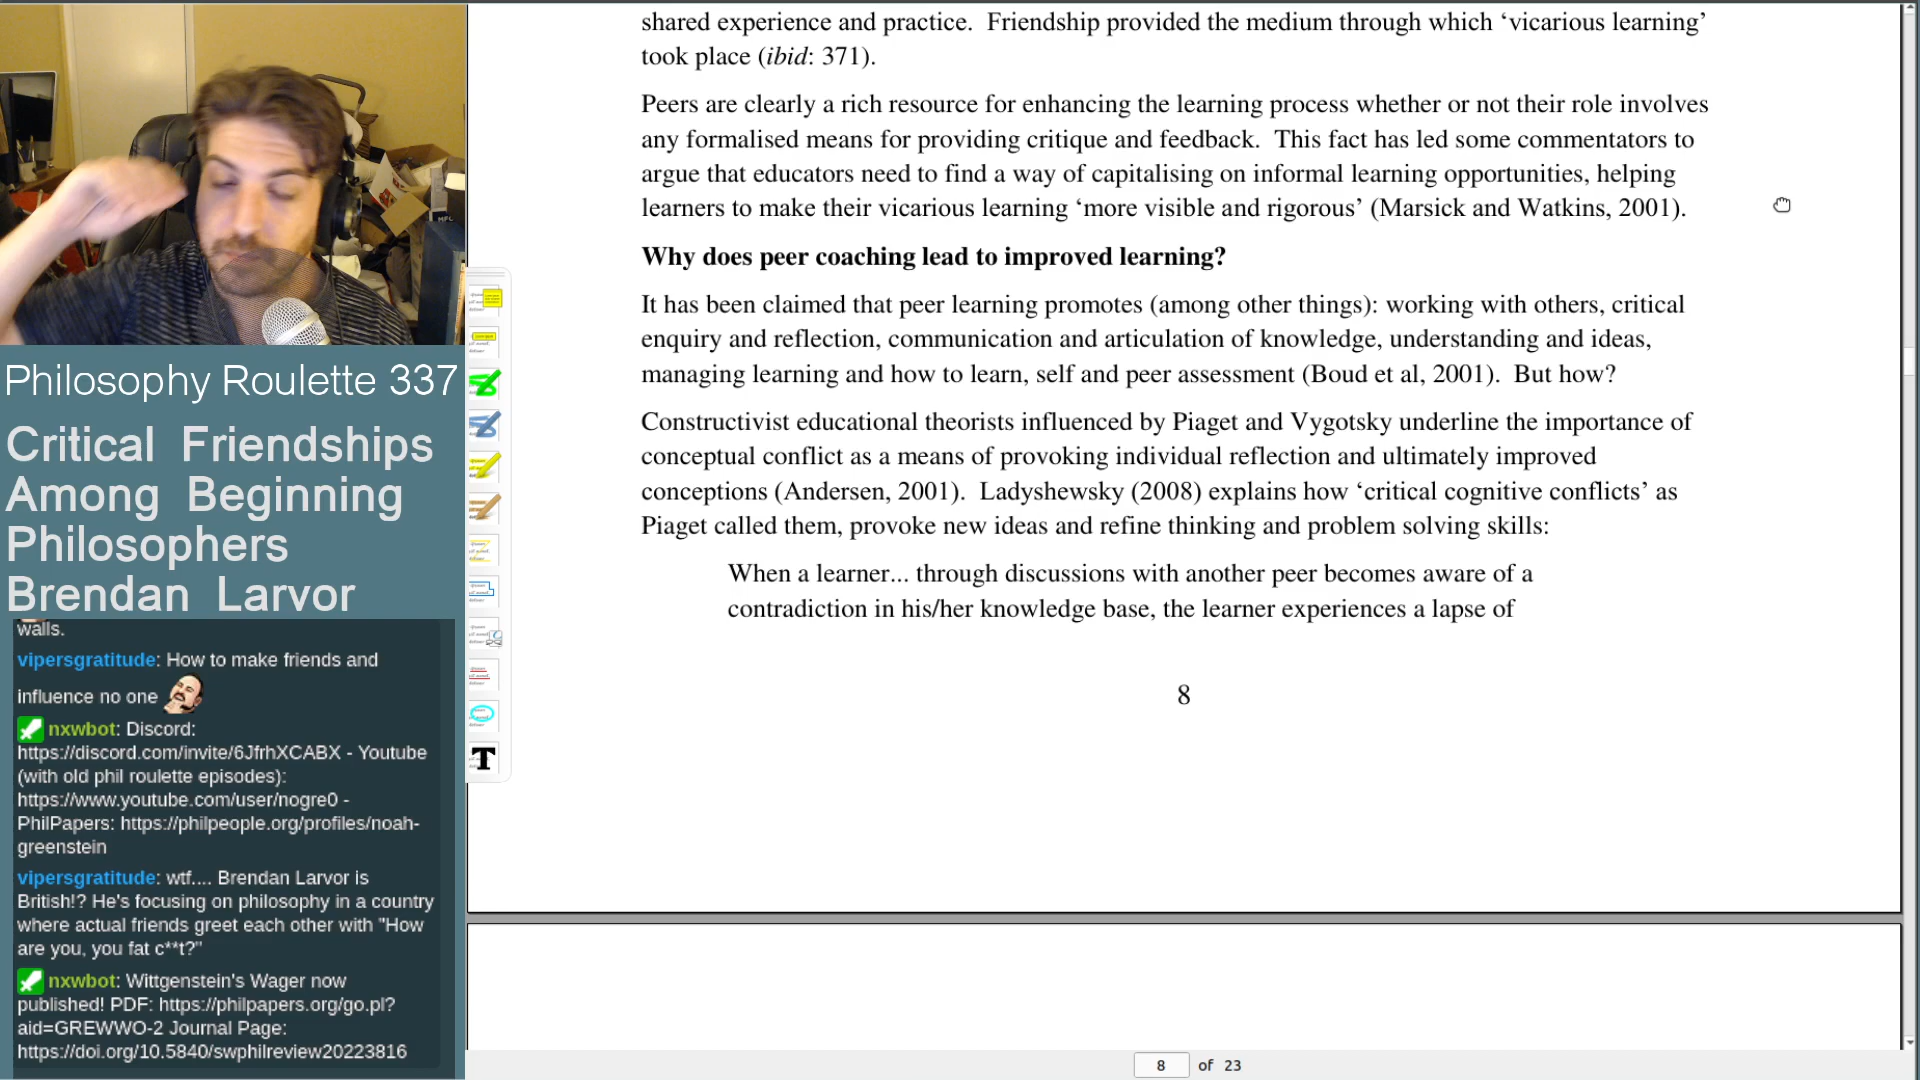 shared experience and practice.  Friendship provided the medium through which ‘vicarious learning’
took place (ibid: 371).
Peers are clearly a rich resource for enhancing the learning process whether or not their role involves
any formalised means for providing critique and feedback.  This fact has led some commentators to
argue that educators need to find a way of capitalising on informal learning opportunities, helping
learners to make their vicarious learning ‘more visible and rigorous’ (Marsick and Watkins, 2001).
Why does peer coaching lead to improved learning?
It has been claimed that peer learning promotes (among other things): working with others, critical
enquiry and reflection, communication and articulation of knowledge, understanding and ideas,
managing learning and how to learn, self and peer assessment (Boud et al, 2001).  But how?
Constructivist educational theorists influenced by Piaget and Vygotsky underline the importance of
conceptual conflict as a means of provoking individual reflection and ultimately improved
conceptions (Andersen, 2001).  Ladyshewsky (2008) explains how ‘critical cognitive conflicts’ as
Piaget called them, provoke new ideas and refine thinking and problem solving skills:
When a learner... through discussions with another peer becomes aware of a
contradiction in his/her knowledge base, the learner experiences a lapse of
8
8 of 23
Philosophy Roulette 337
Critical Friendships
Among Beginning
Philosophers
Brendan Larvor
walls.
vipersgratitude: How to make friends and
influence no one
nxwbot: Discord:
https://discord.com/invite/6JfrhXCABX - Youtube
(with old phil roulette episodes):
https://www.youtube.com/user/nogre0 -
PhilPapers: https://philpeople.org/profiles/noah-
greenstein
vipersgratitude: wtf.... Brendan Larvor is
British!? He's focusing on philosophy in a country
where actual friends greet each other with "How
are you, you fat c**t?"
nxwbot: Wittgenstein's Wager now
published! PDF: https://philpapers.org/go.pl?
aid=GREWWO-2 Journal Page:
https://doi.org/10.5840/swphilreview20223816
T